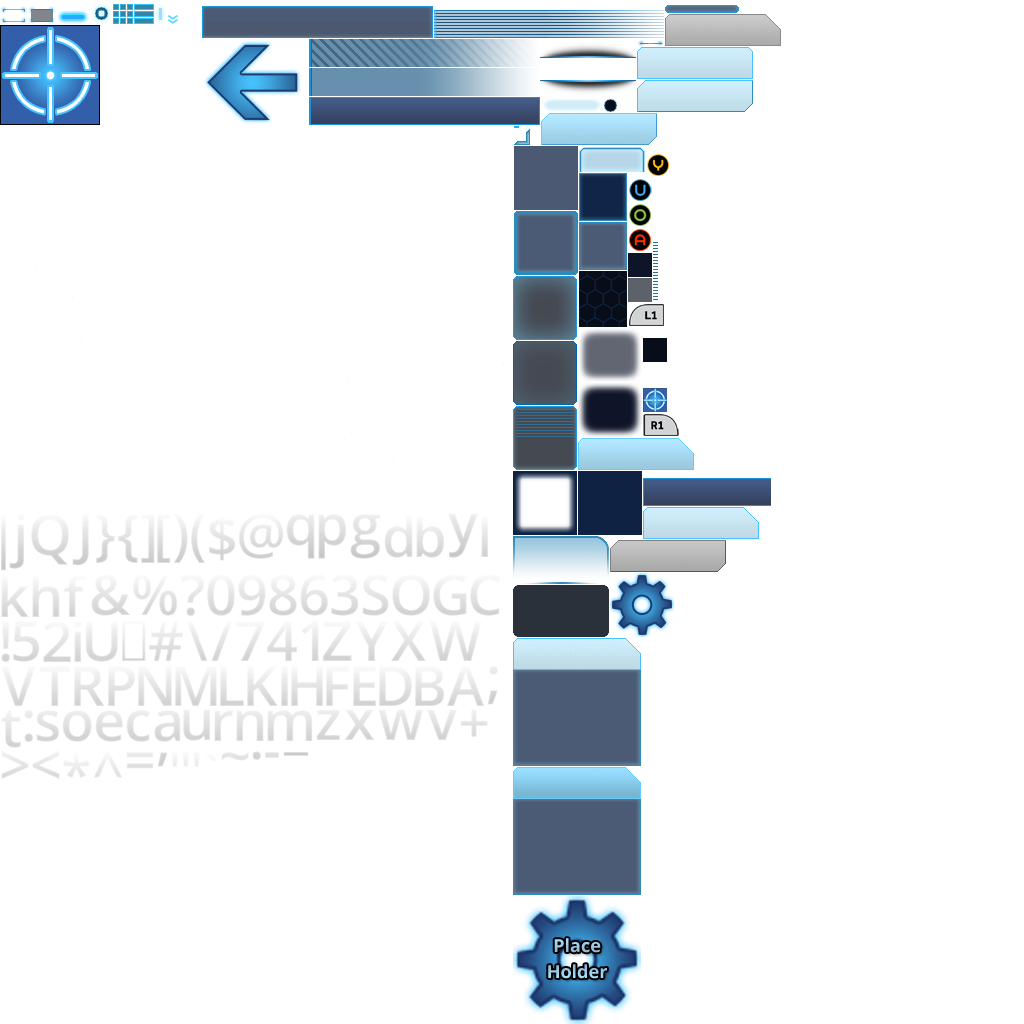 Y
U
O
A
L1
R1
|jQJ}{][)($@qpgdbyl
khf&%?09863SOGC
!52iU▯#\/741ZYXW
VTRPNMLKIHFEDBA;
t:soecaurnmzxwv+
><*^=
Place
Holder